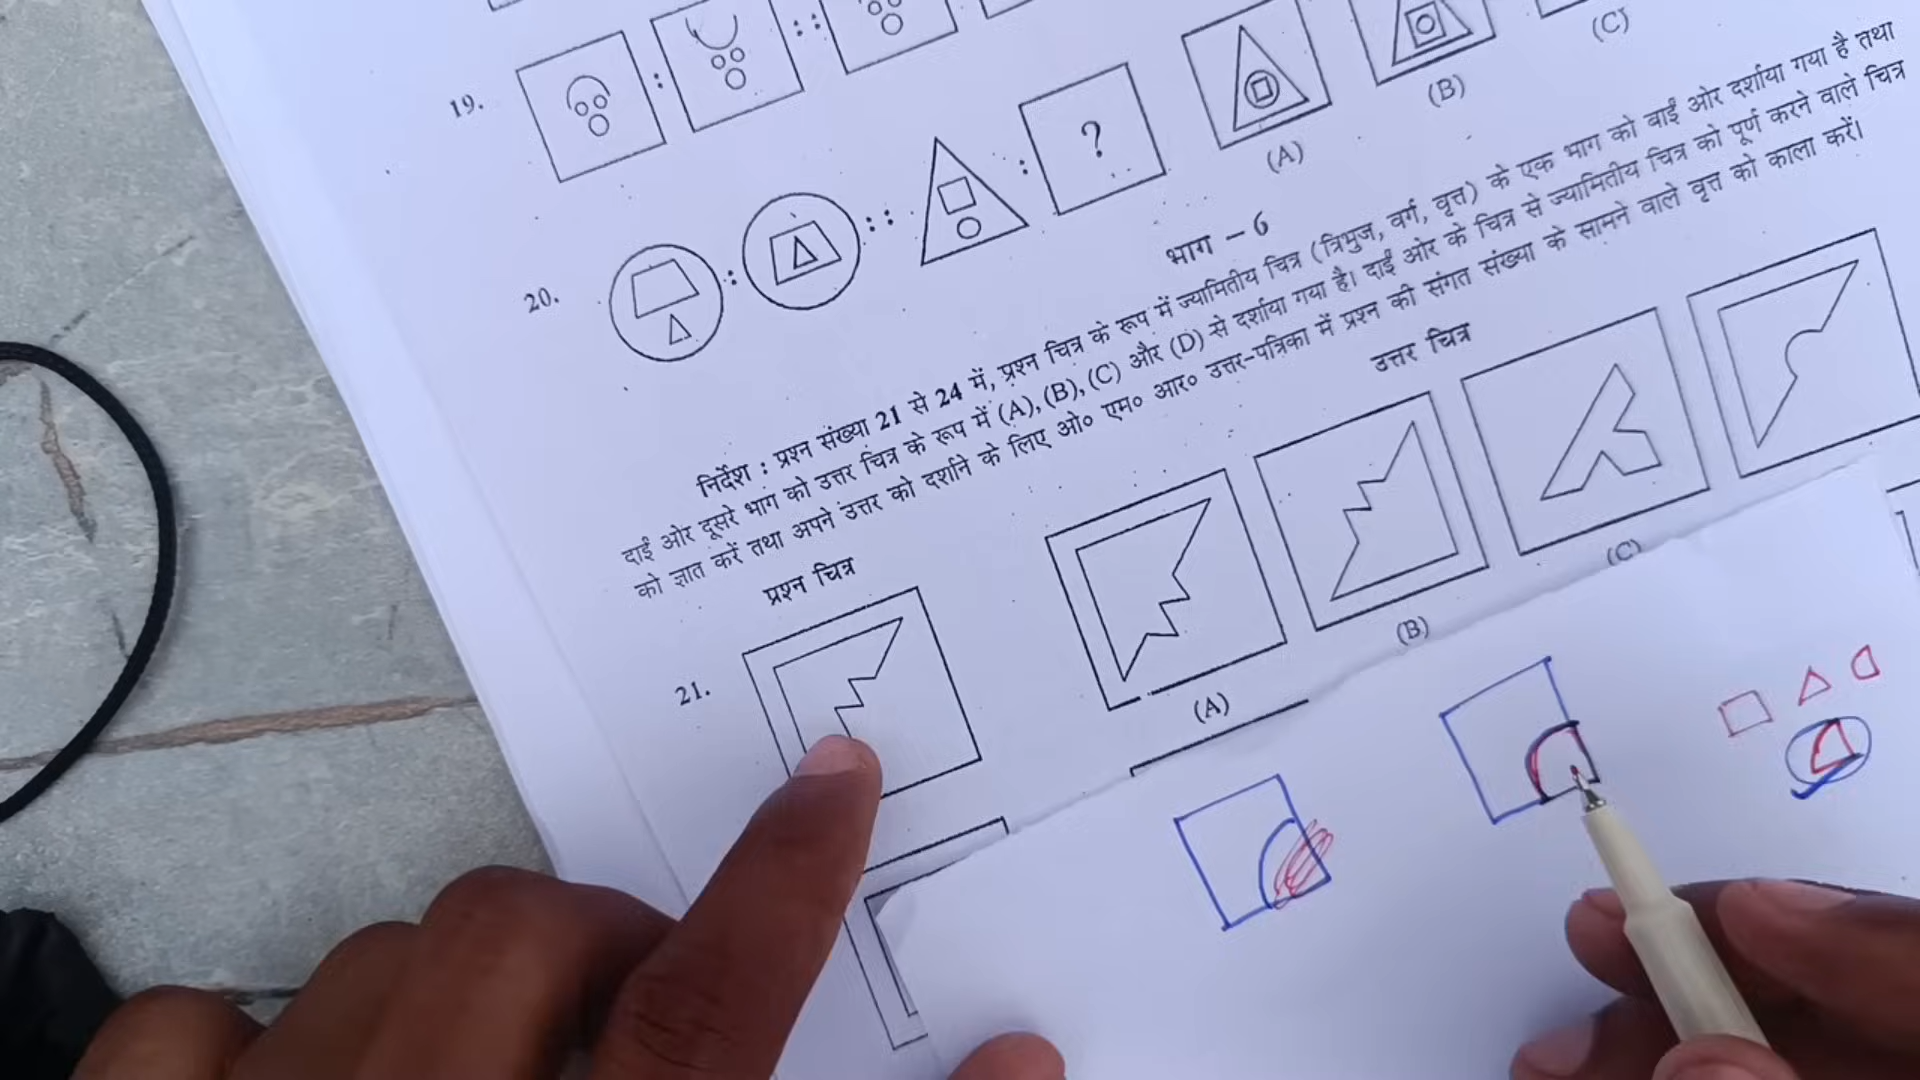 19.
: ::
(C)
(B)
20.
: :: : ?
(A)
भाग – 6
निर्देश : प्रश्न संख्या 21 से 24 में, प्रश्न चित्र के रूप में ज्यामितीय चित्र (त्रिभुज, वर्ग, वृत्त) के एक भाग को बाईं ओर दर्शाया गया है तथा
दाईं ओर दूसरे भाग को उत्तर चित्र के रूप में (A), (B), (C) और (D) से दर्शाया गया है। दाईं ओर के चित्र से ज्यामितीय चित्र को पूर्ण करने वाले चित्र
को ज्ञात करें तथा अपने उत्तर को दर्शाने के लिए ओ० एम० आर० उत्तर-पत्रिका में प्रश्न की संगत संख्या के सामने वाले वृत्त को काला करें।
प्रश्न चित्र
उत्तर चित्र
21.
(A)
(B)
(C)